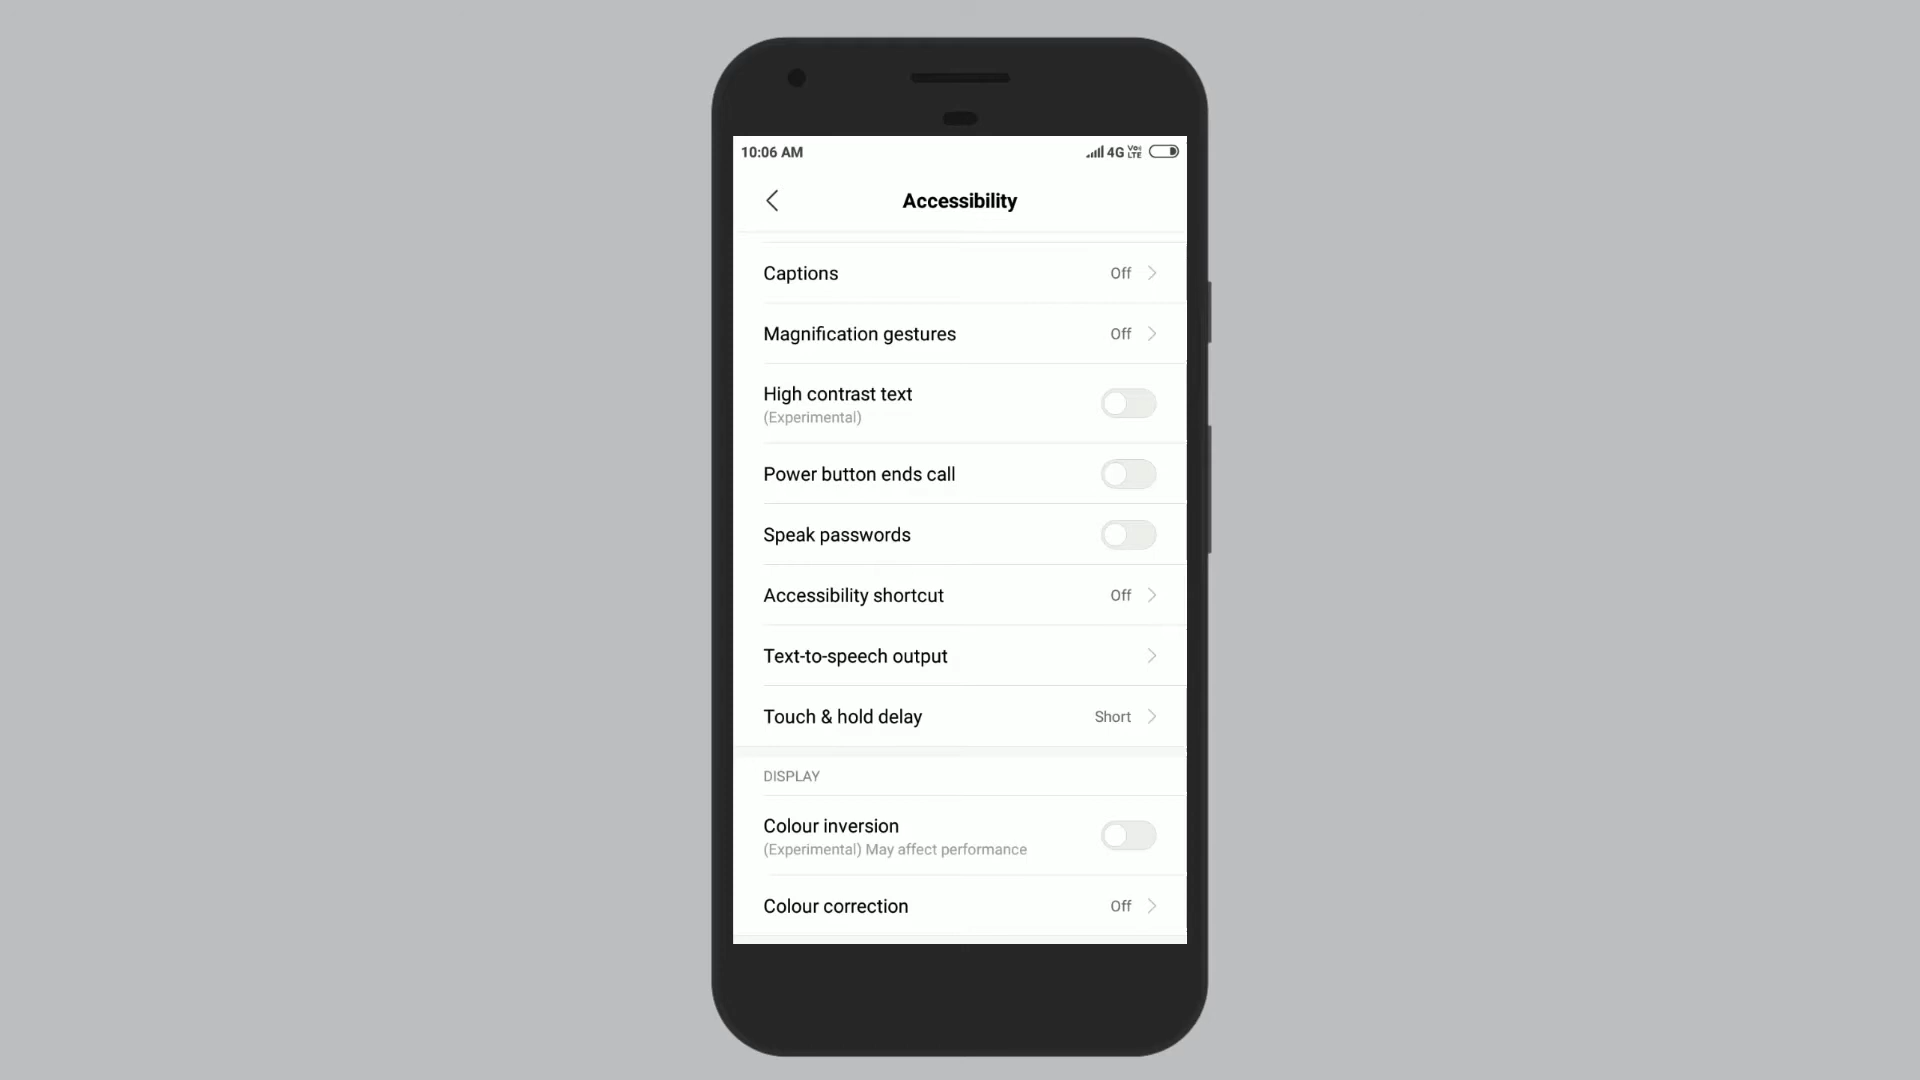 10:06 AM 4G Vo LTE
Accessibility
Captions Off
Magnification gestures Off
High contrast text
(Experimental)
Power button ends call
Speak passwords
Accessibility shortcut Off
Text-to-speech output
Touch & hold delay Short
DISPLAY
Colour inversion
(Experimental) May affect performance
Colour correction Off